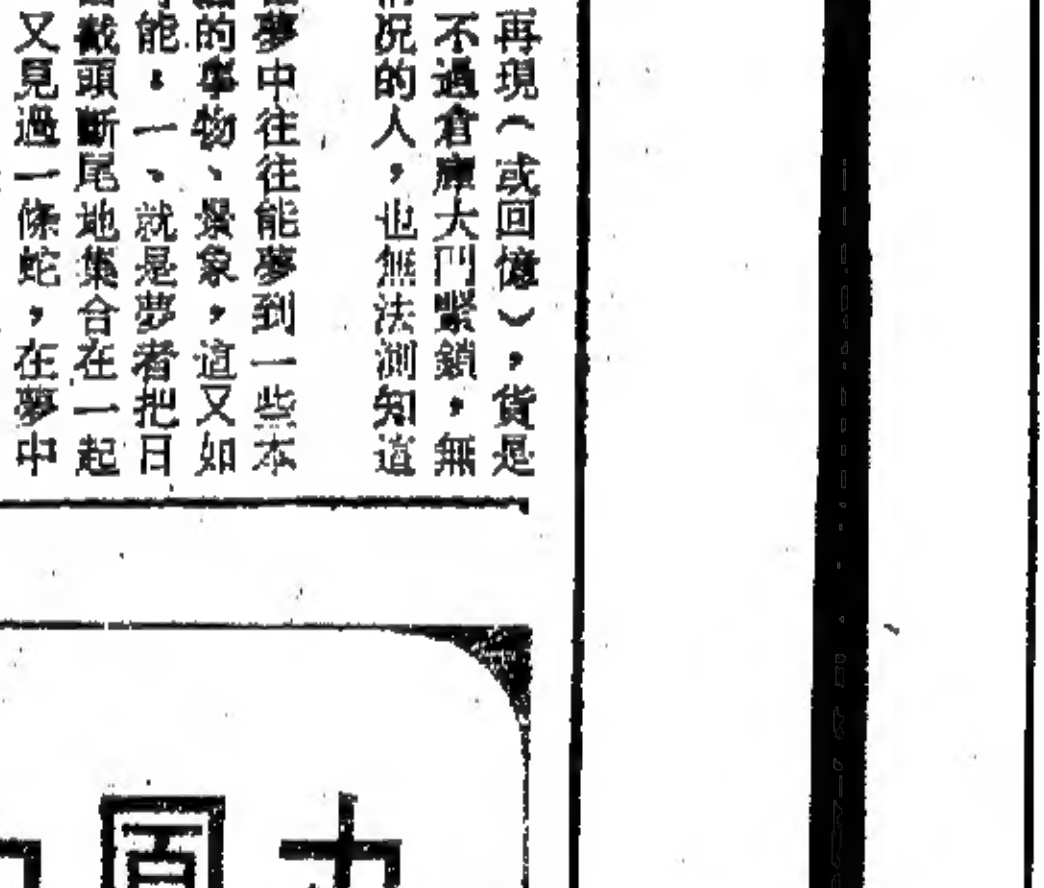 再現（或回憶），貨是
不過倉庫大門緊鎖，無
況的人，也無法測知這
夢中往往能夢到一些本
的事物、景象，這又如
能。一、就是夢者把日
截頭斷尾地集合在一起
又見過一條蛇，在夢中